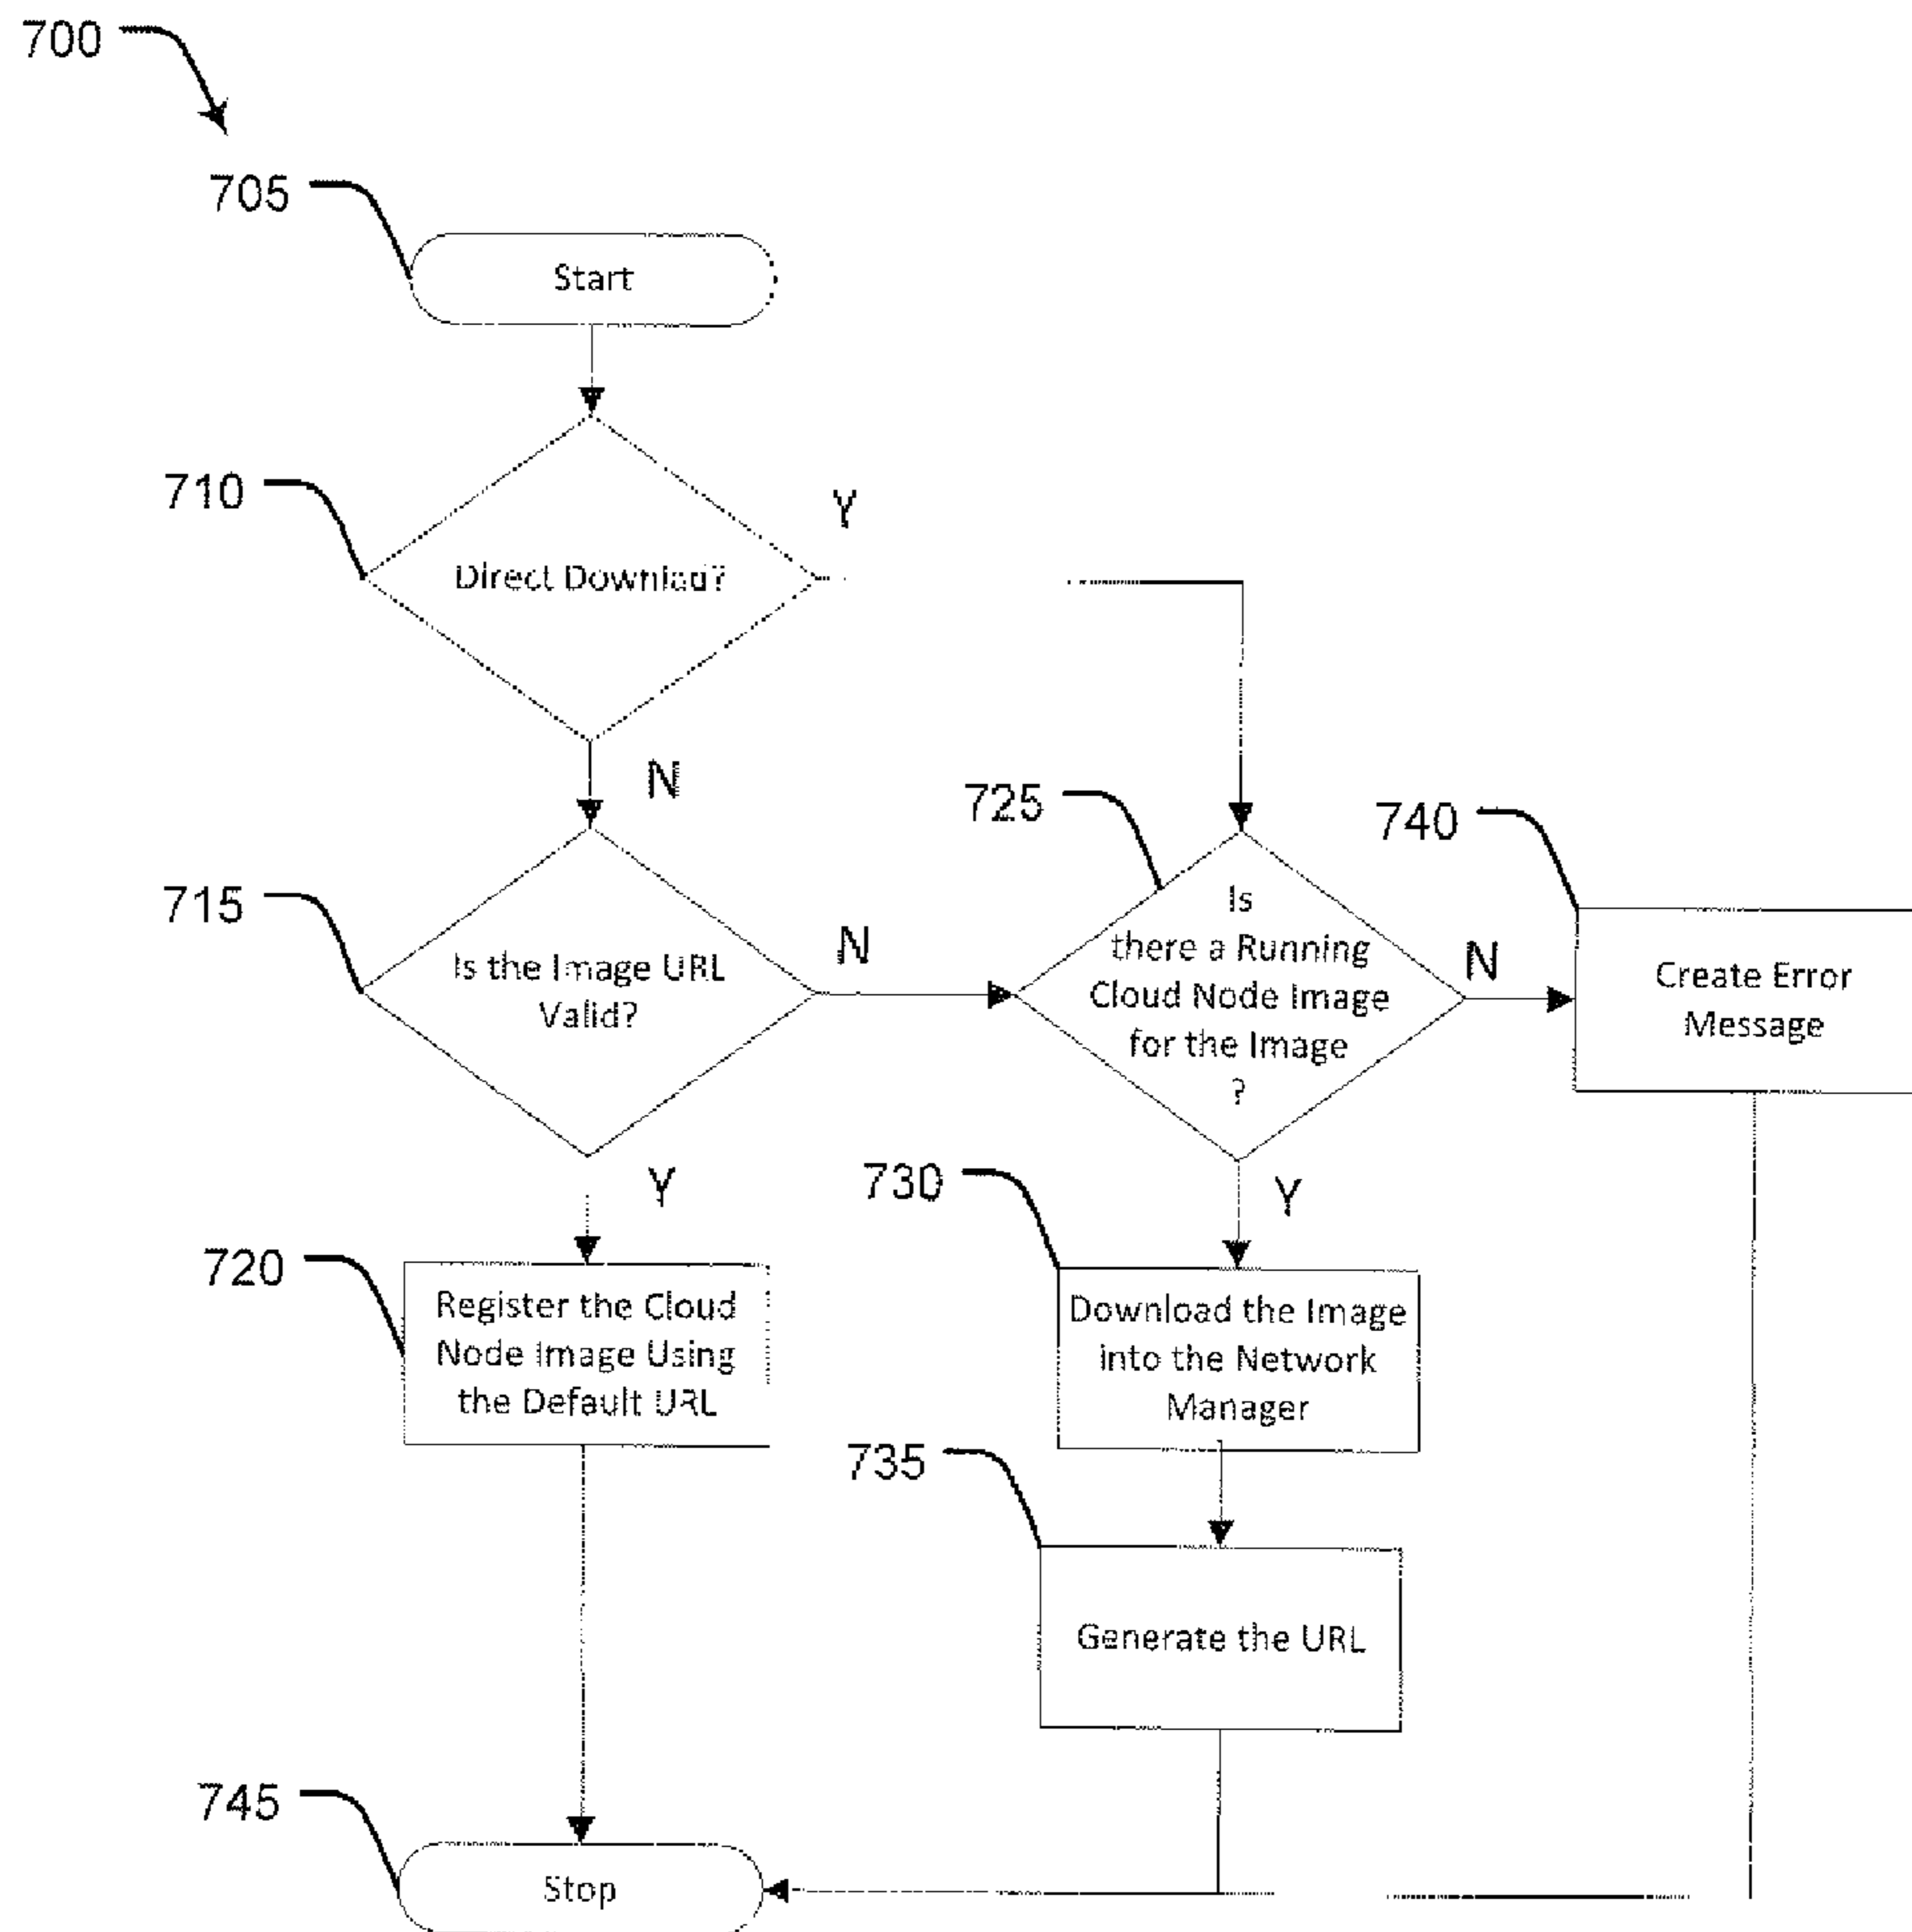 700
705
Start
710
Y
Direct Downlad?
N
725
740
715
Is
there a Running
Cloud Node Image
for the Image
?
N
Is the Image URL
Valid?
N
Create Error
Message
Y
730
Y
720
Register the Cloud
Node Image Using
the Default URL
Download the Image
into the Network
Manager
735
Generate the URL
745
Stop